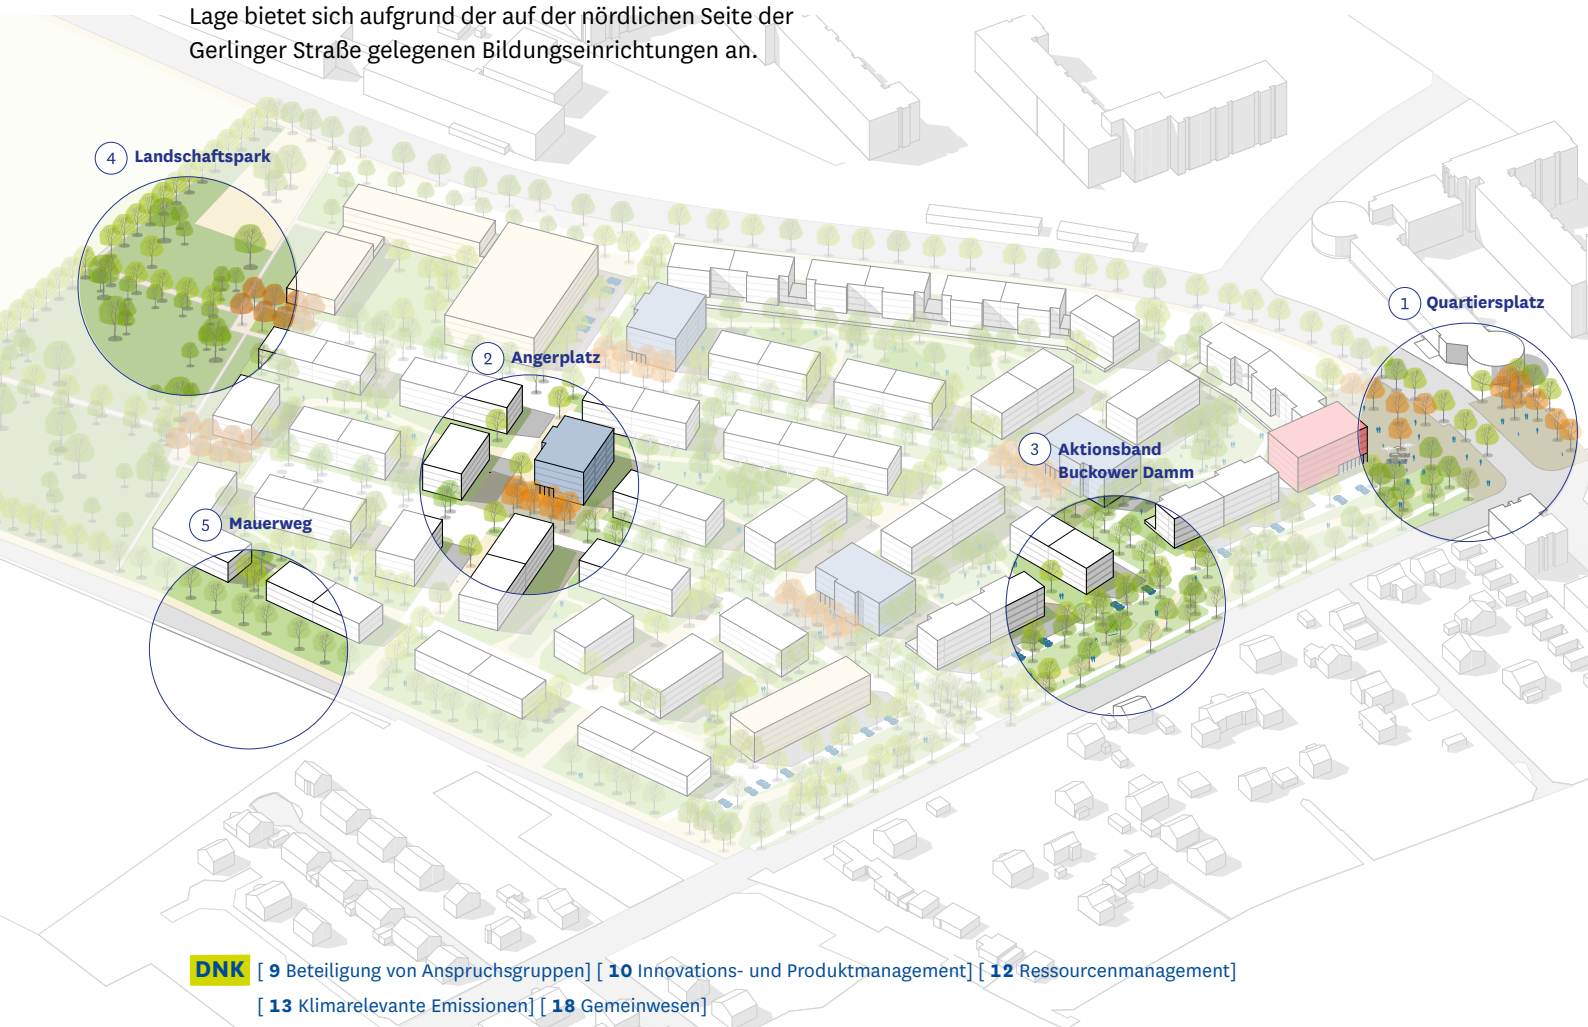 Lage bietet sich aufgrund der auf der nördlichen Seite der
Gerlinger Straße gelegenen Bildungseinrichtungen an.
4 Landschaftspark
1 Quartiersplatz
2 Angerplatz
3 Aktionsband
Buckower Damm
5 Mauerweg
DNK [ 9 Beteiligung von Anspruchsgruppen] [ 10 Innovations- und Produktmanagement] [ 12 Ressourcenmanagement]
[ 13 Klimarelevante Emissionen] [ 18 Gemeinwesen]